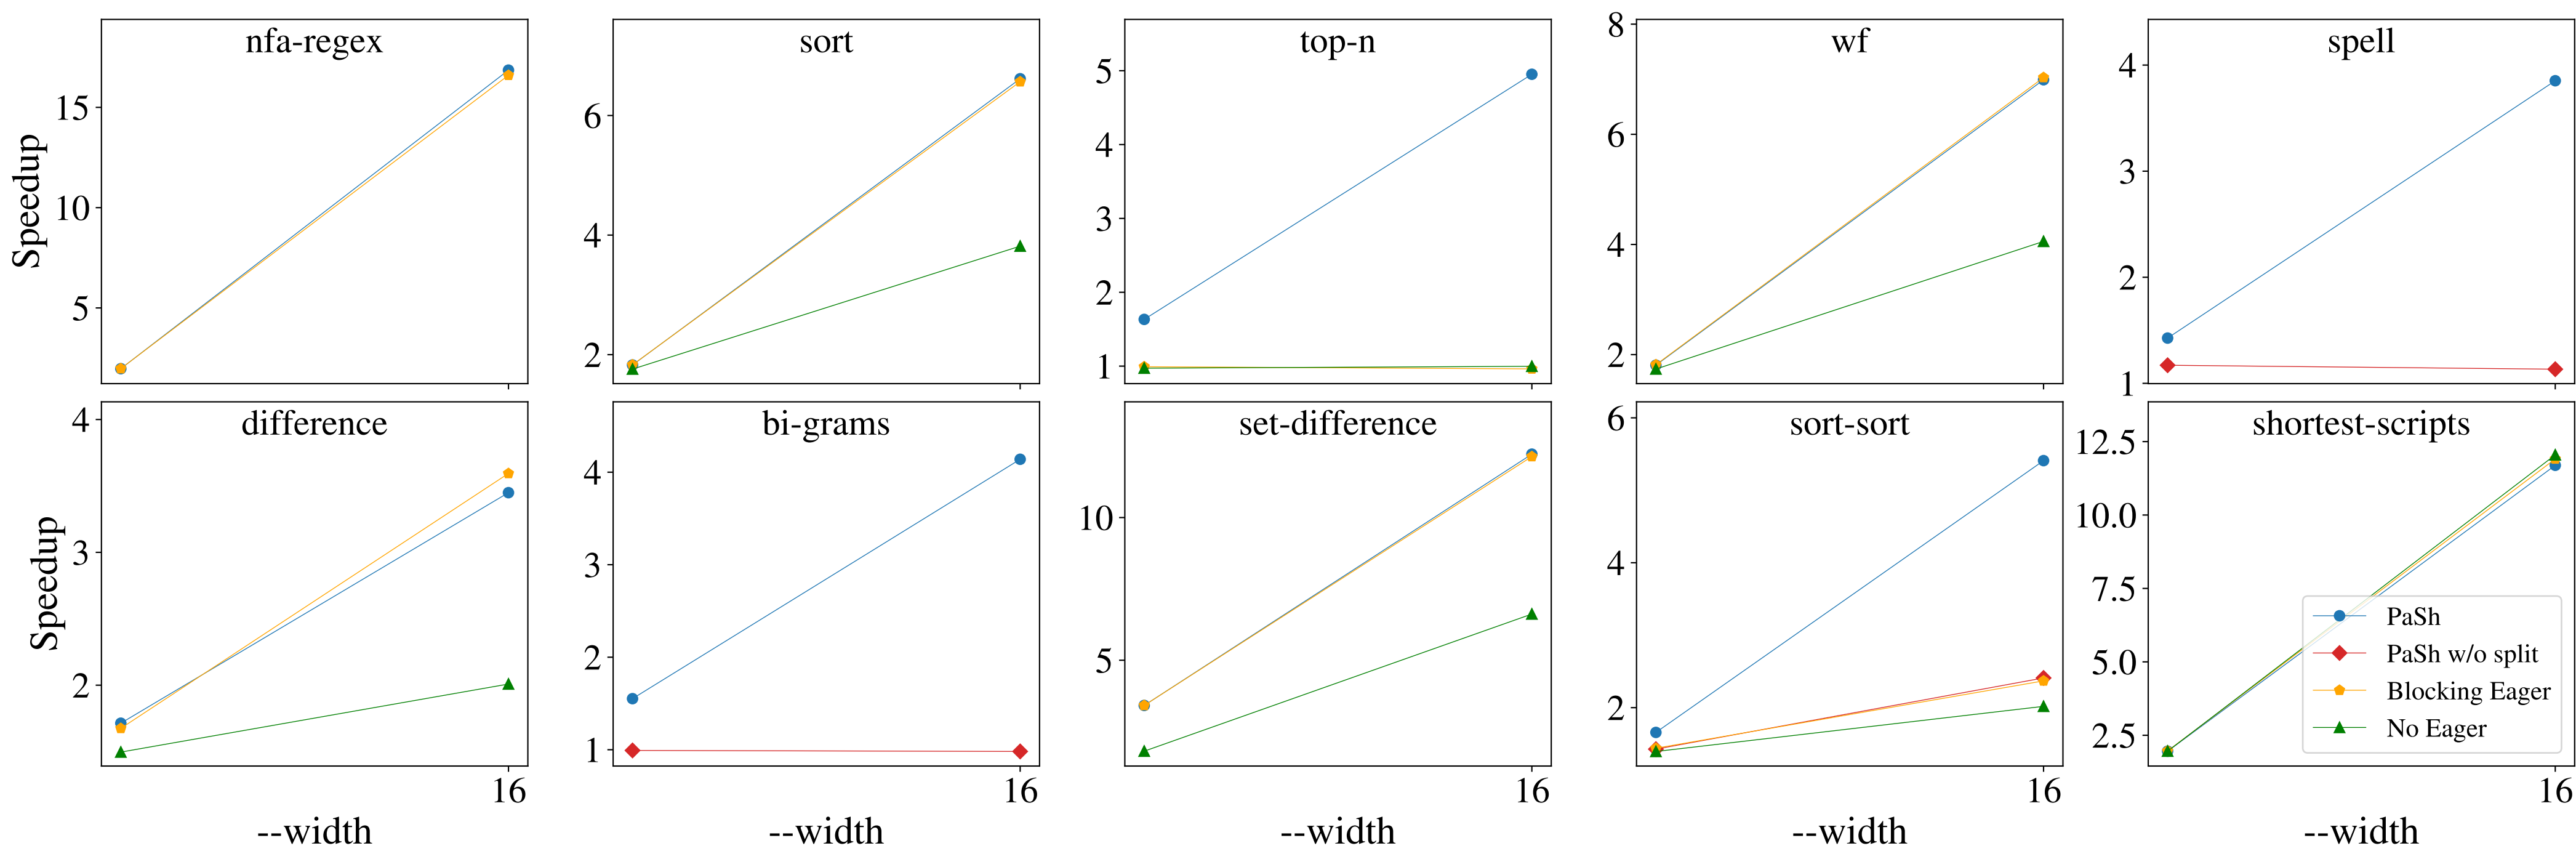 nfa-regex
Speedup
15
10
5
sort
6
4
2
top-n
5
4
3
2
1
wf
8
6
4
2
spell
4
3
2
1
difference
Speedup
4
3
2
16
--width
bi-grams
4
3
2
1
16
--width
set-difference
10
5
16
--width
sort-sort
6
4
2
16
--width
shortest-scripts
12.5
10.0
7.5
5.0
2.5
PaSh
PaSh w/o split
Blocking Eager
No Eager
16
--width